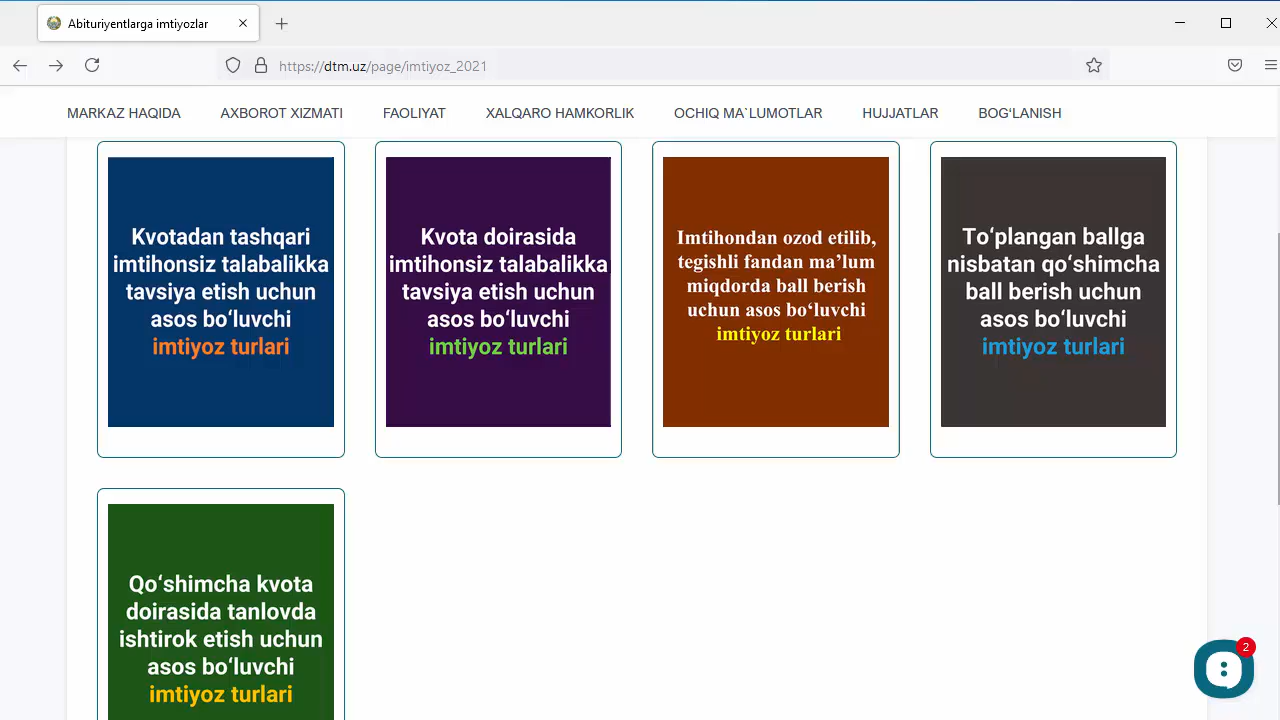 Abituriyentlarga imtiyozlar
https://dtm.uz/page/imtiyoz_2021
MARKAZ HAQIDA
AXBOROT XIZMATI
FAOLIYAT
XALQARO HAMKORLIK
OCHIQ MA`LUMOTLAR
HUJJATLAR
BOG‘LANISH
Kvotadan tashqari
imtihonsiz talabalikka
tavsiya etish uchun
asos bo‘luvchi
imtiyoz turlari
Kvota doirasida
imtihonsiz talabalikka
tavsiya etish uchun
asos bo‘luvchi
imtiyoz turlari
Imtihondan ozod etilib,
tegishli fandan ma’lum
miqdorda ball berish
uchun asos bo‘luvchi
imtiyoz turlari
To‘plangan ballga
nisbatan qo‘shimcha
ball berish uchun
asos bo‘luvchi
imtiyoz turlari
Qo‘shimcha kvota
doirasida tanlovda
ishtirok etish uchun
asos bo‘luvchi
imtiyoz turlari
2